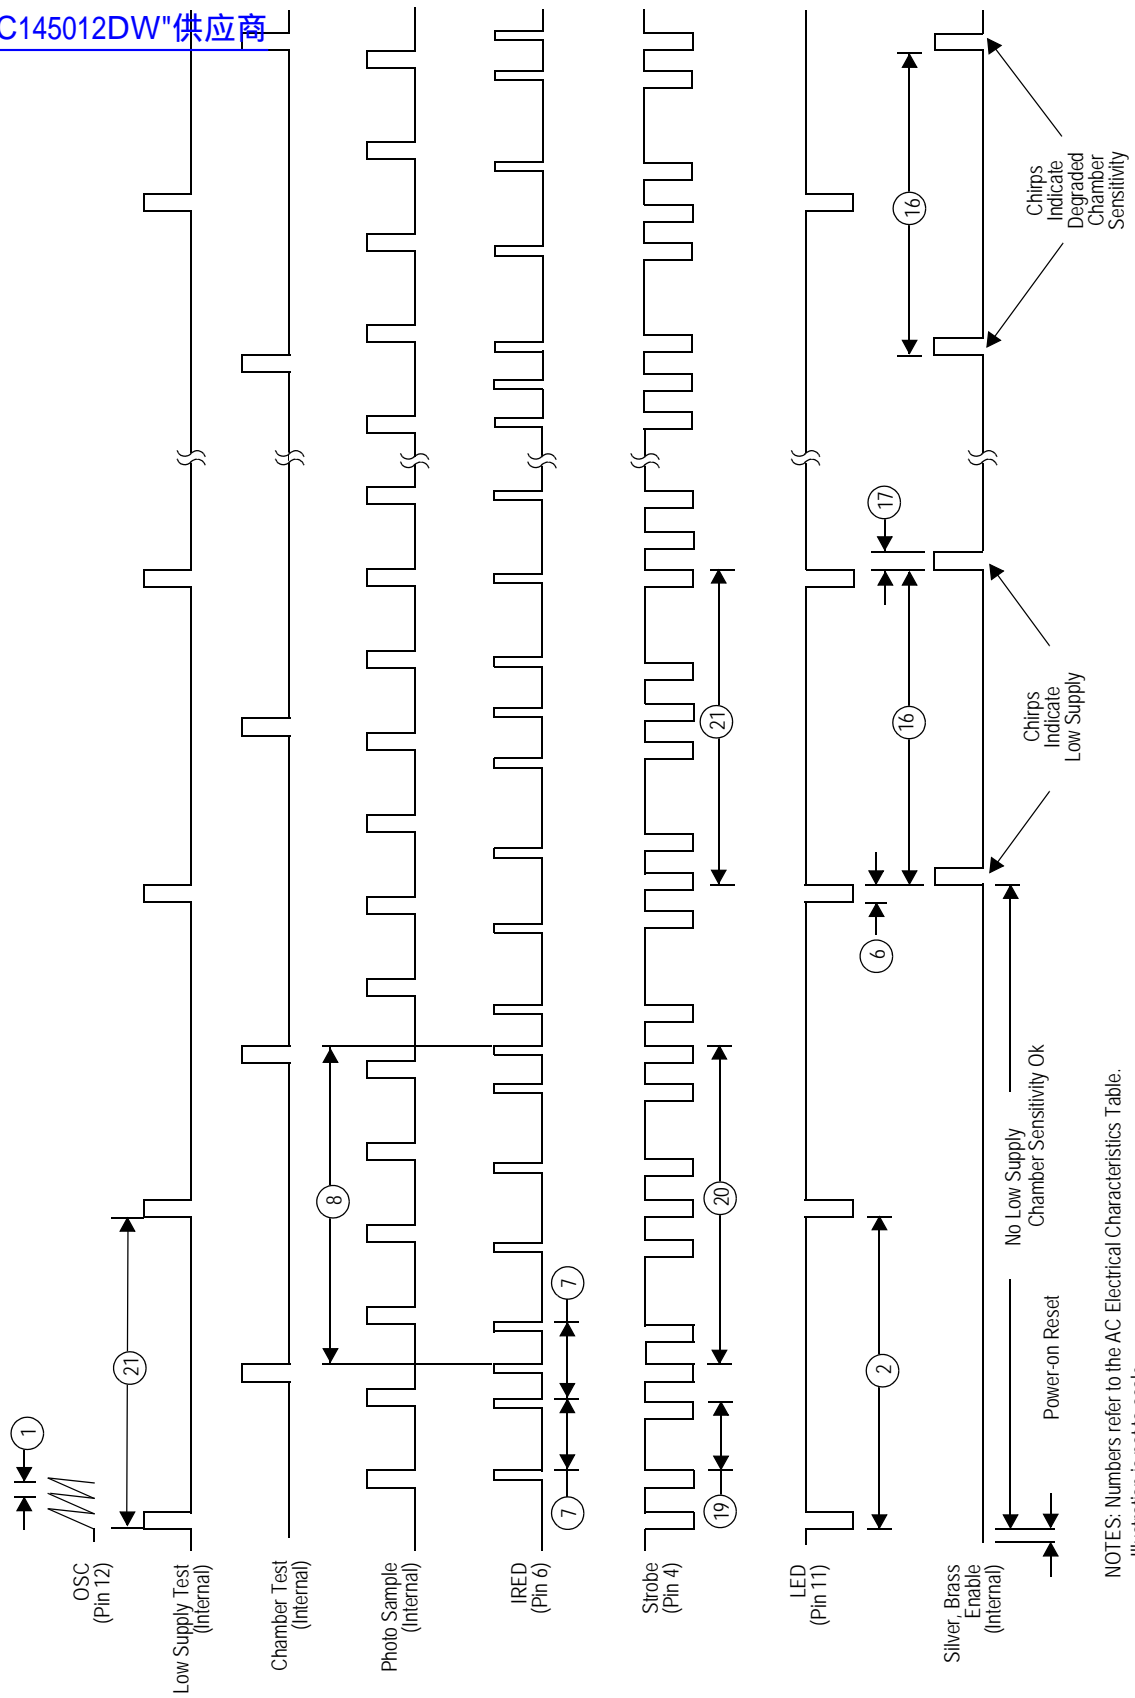 C145012DW"供应商
OSC
(Pin 12)
1
Low Supply Test
(Internal)
21
Chamber Test
(Internal)
8
Photo Sample
(Internal)
IRED
(Pin 6)
7
7
Strobe
(Pin 4)
19
20
21
LED
(Pin 11)
2
6
16
17
16
Silver, Brass
Enable
(Internal)
Power-on Reset
No Low Supply
Chamber Sensitivity Ok
Chirps
Indicate
Low Supply
Chirps
Indicate
Degraded
Chamber
Sensitivity
NOTES: Numbers refer to the AC Electrical Characteristics Table.